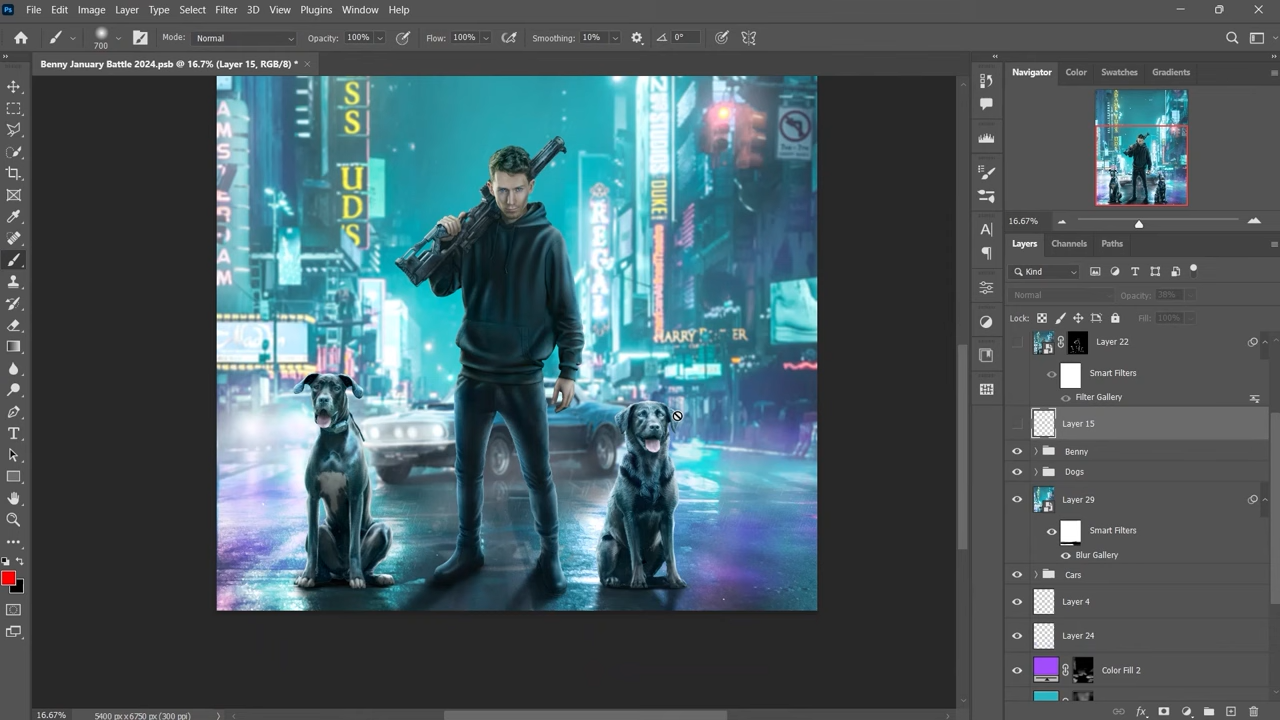 Ps File Edit Image Layer Type Select Filter 3D View Plugins Window Help
700 Mode: Normal Opacity: 100% Flow: 100% Smoothing: 10% 0°
Benny January Battle 2024.psb @ 16.7% (Layer 15, RGB/8) *
Navigator Color Swatches Gradients
16.67%
Layers Channels Paths
Kind
Normal Opacity: 38%
Lock: Fill: 100%
Layer 22
Smart Filters
Filter Gallery
Layer 15
Benny
Dogs
Layer 29
Smart Filters
Blur Gallery
Cars
Layer 4
Layer 24
Color Fill 2
S
S
U
D
'S
DUKE
REGAL
16.67% 5400 px x 6750 px (300 ppi)